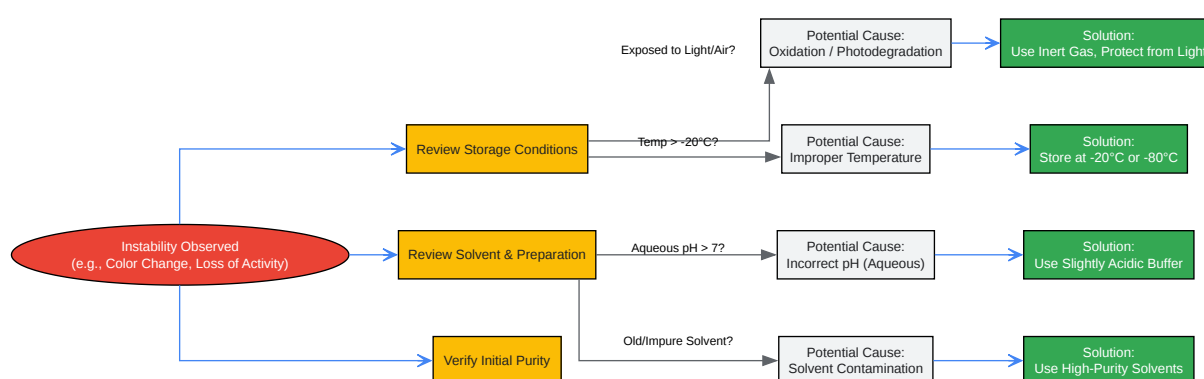 Exposed to Light/Air?
Potential Cause:
Oxidation / Photodegradation
Solution:
Use Inert Gas, Protect from Light
Review Storage Conditions
Temp > -20°C?
Potential Cause:
Improper Temperature
Solution:
Store at -20°C or -80°C
Instability Observed
(e.g., Color Change, Loss of Activity)
Review Solvent & Preparation
Aqueous pH > 7?
Potential Cause:
Incorrect pH (Aqueous)
Solution:
Use Slightly Acidic Buffer
Verify Initial Purity
Old/Impure Solvent?
Potential Cause:
Solvent Contamination
Solution:
Use High-Purity Solvents